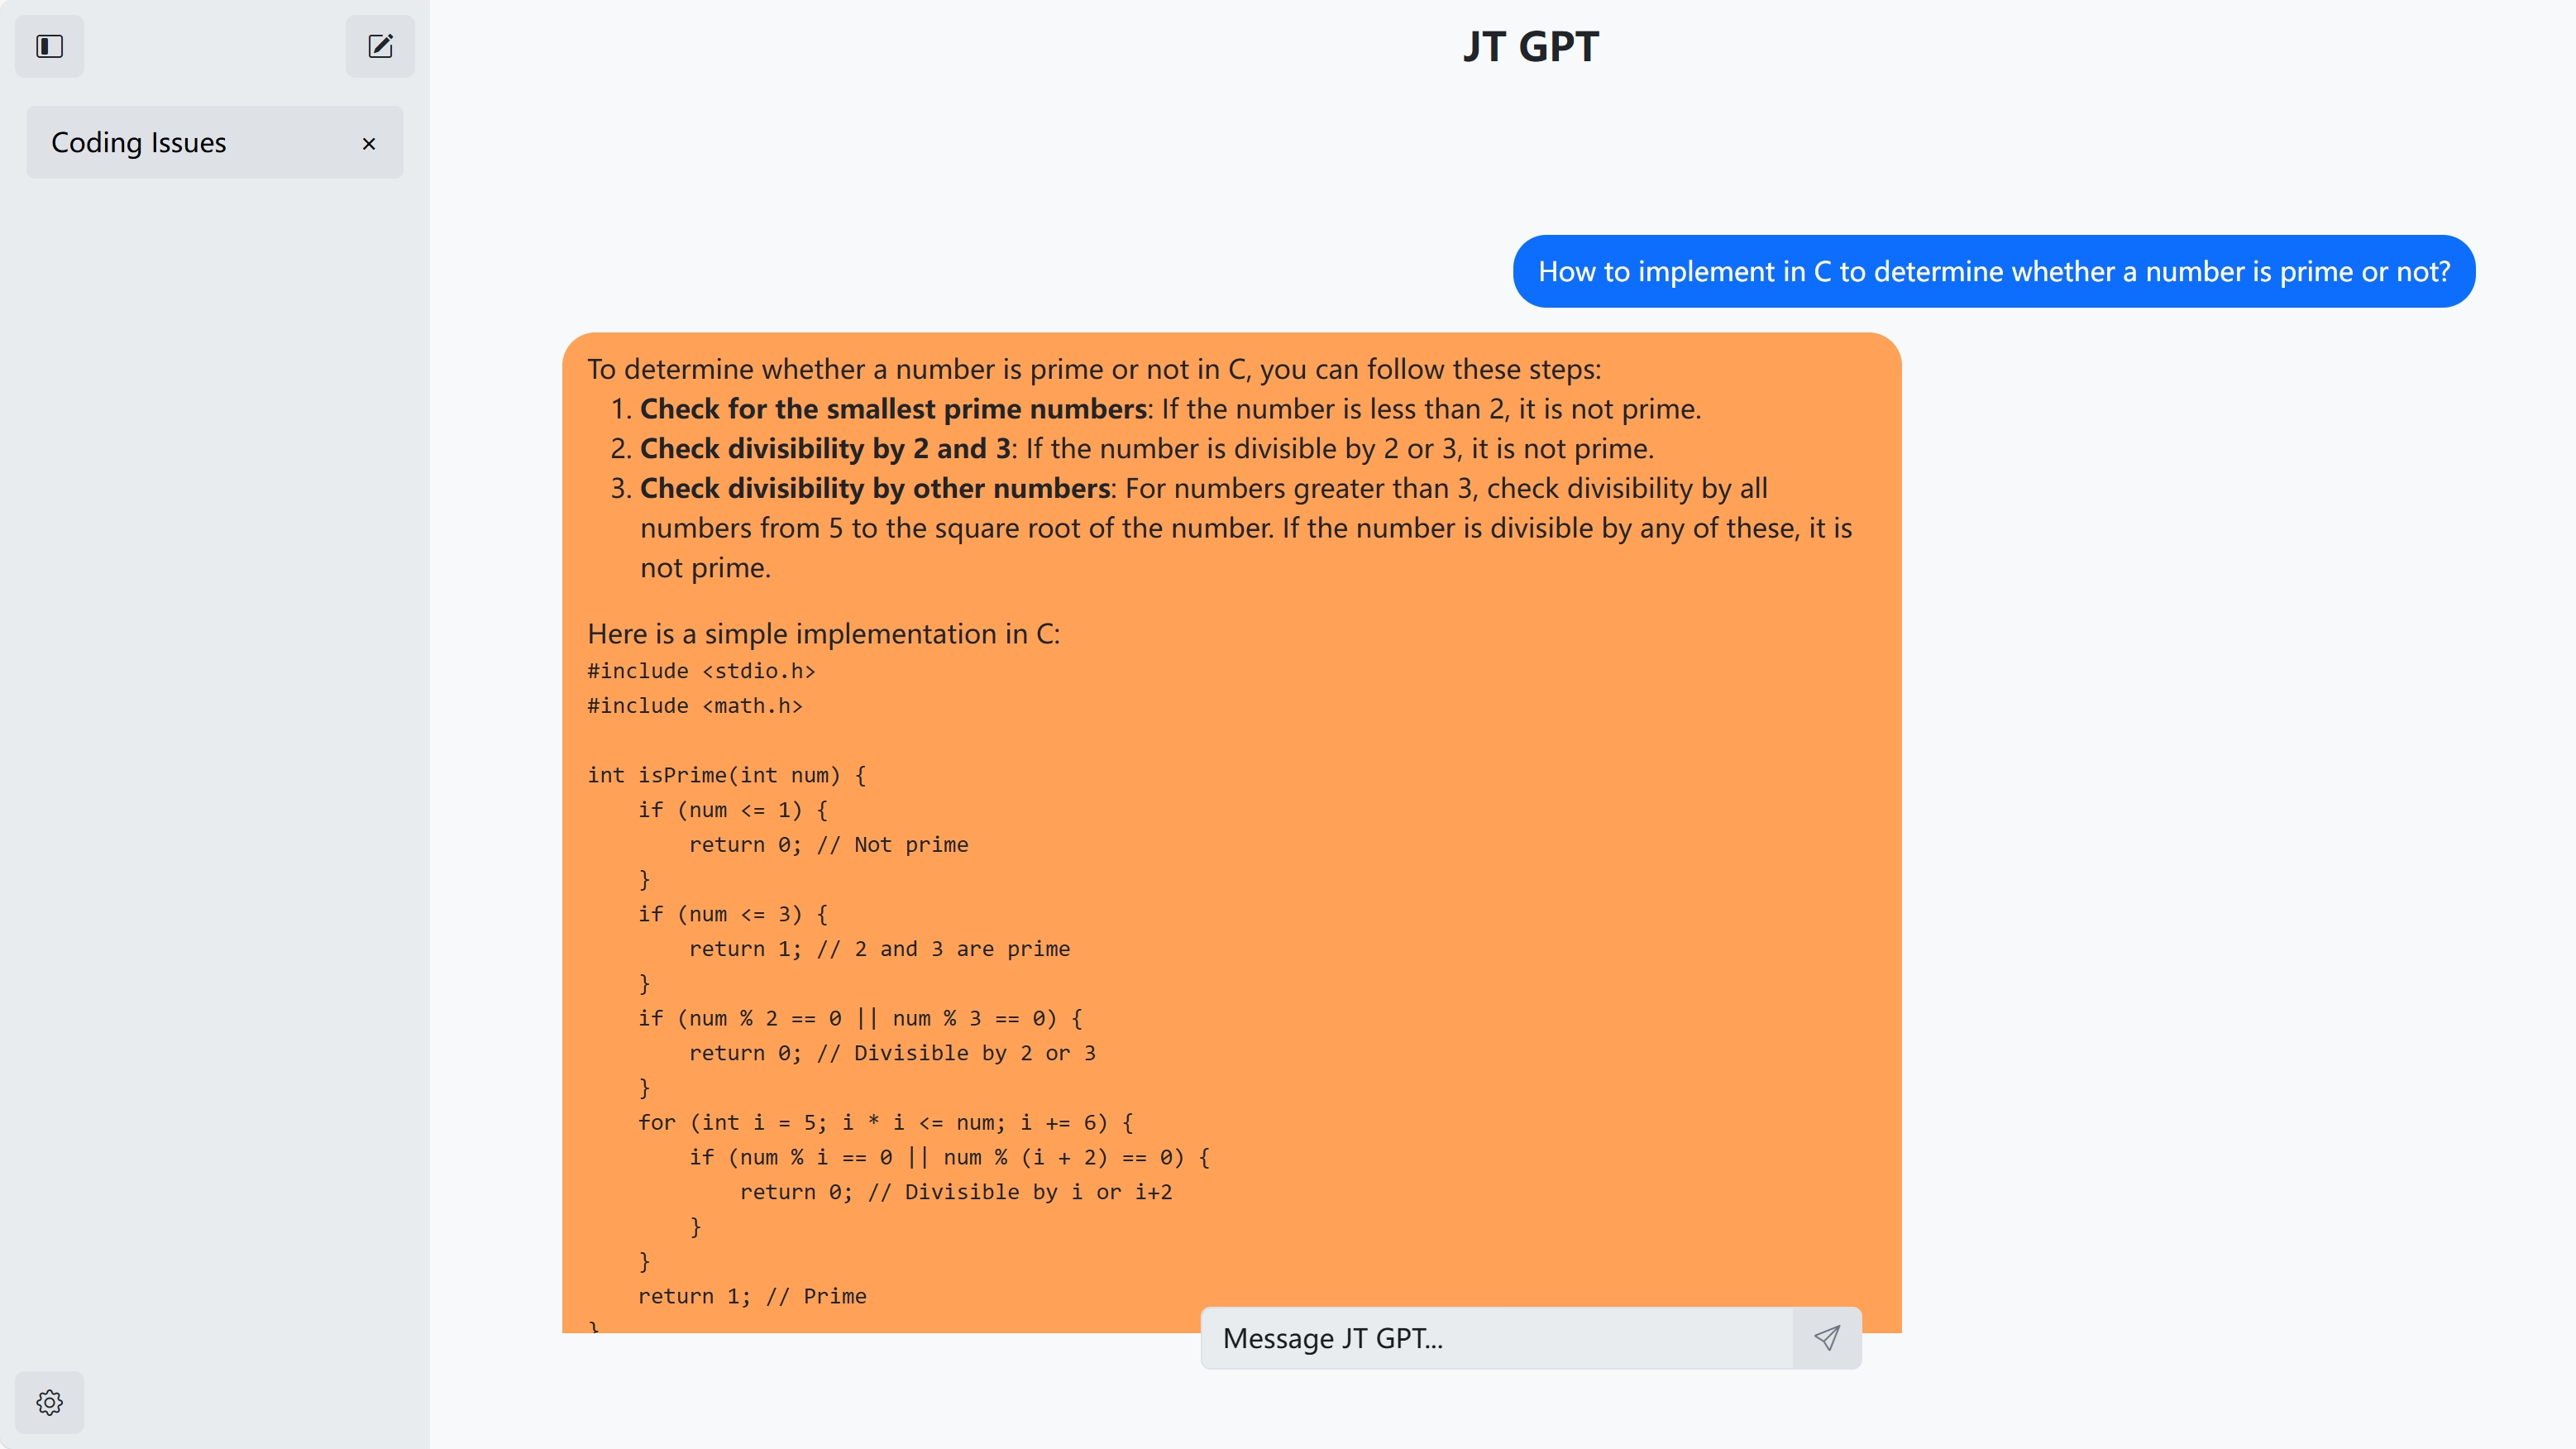 JT GPT
Coding Issues
How to implement in C to determine whether a number is prime or not?
To determine whether a number is prime or not in C, you can follow these steps:
1. Check for the smallest prime numbers: If the number is less than 2, it is not prime.
2. Check divisibility by 2 and 3: If the number is divisible by 2 or 3, it is not prime.
3. Check divisibility by other numbers: For numbers greater than 3, check divisibility by all
numbers from 5 to the square root of the number. If the number is divisible by any of these, it is
not prime.
Here is a simple implementation in C:
#include <stdio.h>
#include <math.h>
int isPrime(int num) {
    if (num <= 1) {
        return 0; // Not prime
    }
    if (num <= 3) {
        return 1; // 2 and 3 are prime
    }
    if (num % 2 == 0 || num % 3 == 0) {
        return 0; // Divisible by 2 or 3
    }
    for (int i = 5; i * i <= num; i += 6) {
        if (num % i == 0 || num % (i + 2) == 0) {
            return 0; // Divisible by i or i+2
        }
    }
    return 1; // Prime
}
Message JT GPT...